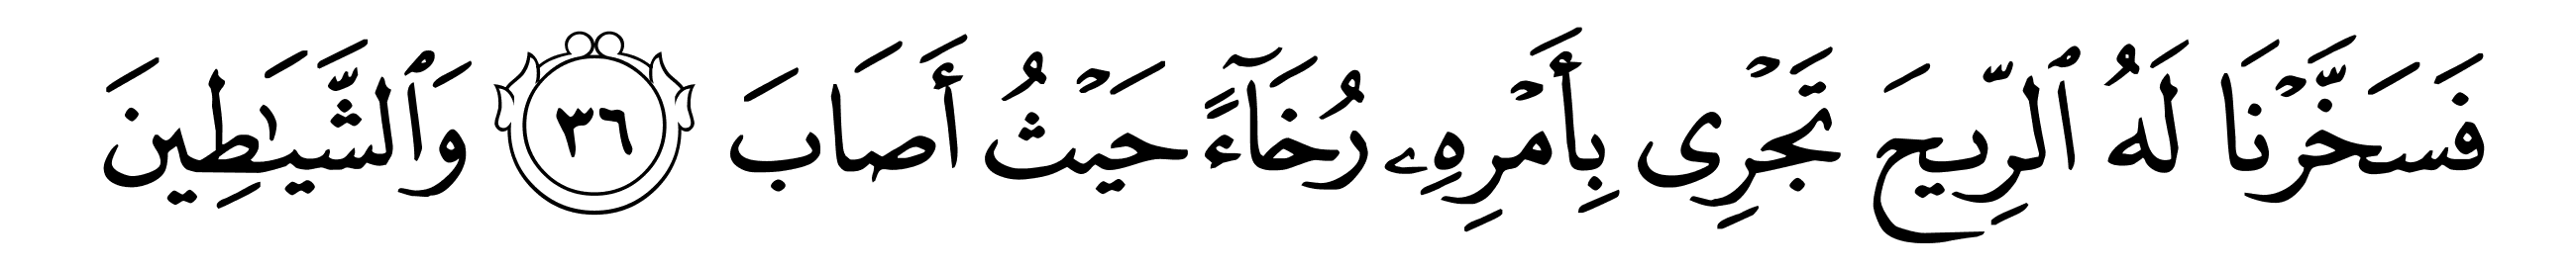 فَسَخَّرْنَا لَهُ ٱلرِّيحَ تَجْرِى بِأَمْرِهِۦ رُخَآءً حَيْثُ أَصَابَ ٣٦ وَٱلشَّيَـٰطِينَ